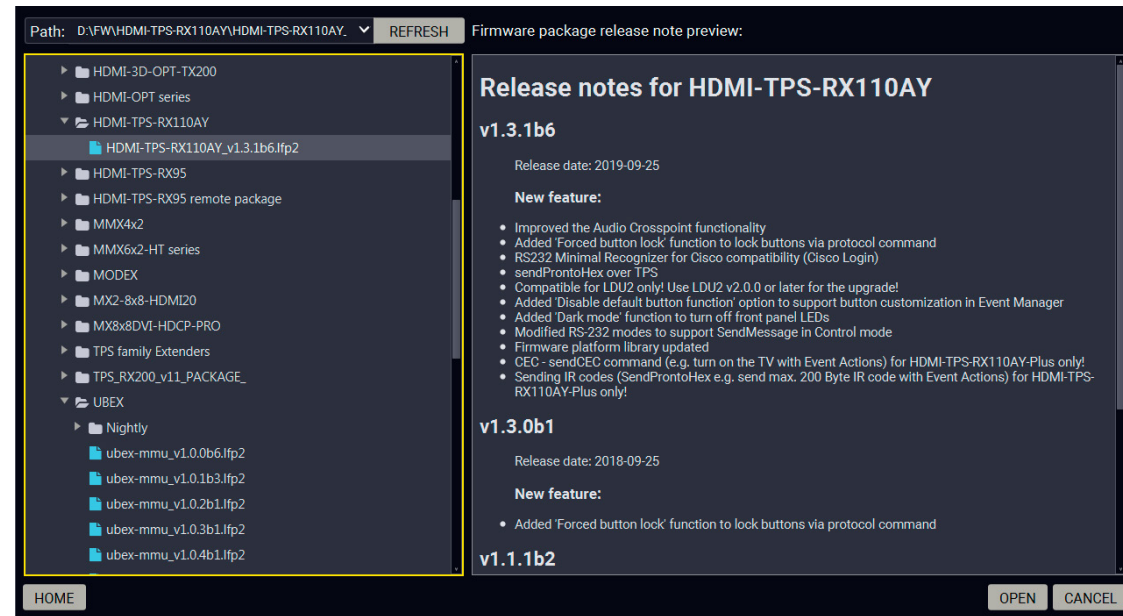 Path: D:\FW\HDMI-TPS-RX110AY\HDMI-TPS-RX110AY_ REFRESH
Firmware package release note preview:
HDMI-3D-OPT-TX200
HDMI-OPT series
HDMI-TPS-RX110AY
HDMI-TPS-RX110AY_v1.3.1b6.lfp2
HDMI-TPS-RX95
HDMI-TPS-RX95 remote package
MMX4x2
MMX6x2-HT series
MODEX
MX2-8x8-HDMI20
MX8x8DVI-HDCP-PRO
TPS family Extenders
TPS_RX200_v11_PACKAGE_
UBEX
Nightly
ubex-mmu_v1.0.0b6.lfp2
ubex-mmu_v1.0.1b3.lfp2
ubex-mmu_v1.0.2b1.lfp2
ubex-mmu_v1.0.3b1.lfp2
ubex-mmu_v1.0.4b1.lfp2
Release notes for HDMI-TPS-RX110AY
v1.3.1b6
Release date: 2019-09-25
New feature:
• Improved the Audio Crosspoint functionality
• Added 'Forced button lock' function to lock buttons via protocol command
• RS232 Minimal Recognizer for Cisco compatibility (Cisco Login)
• sendProntoHex over TPS
• Compatible for LDU2 only! Use LDU2 v2.0.0 or later for the upgrade!
• Added 'Disable default button function' option to support button customization in Event Manager
• Added 'Dark mode' function to turn off front panel LEDs
• Modified RS-232 modes to support SendMessage in Control mode
• Firmware platform library updated
• CEC - sendCEC command (e.g. turn on the TV with Event Actions) for HDMI-TPS-RX110AY-Plus only!
• Sending IR codes (SendProntoHex e.g. send max. 200 Byte IR code with Event Actions) for HDMI-TPS-
RX110AY-Plus only!
v1.3.0b1
Release date: 2018-09-25
New feature:
• Added 'Forced button lock' function to lock buttons via protocol command
v1.1.1b2
HOME
OPEN CANCEL